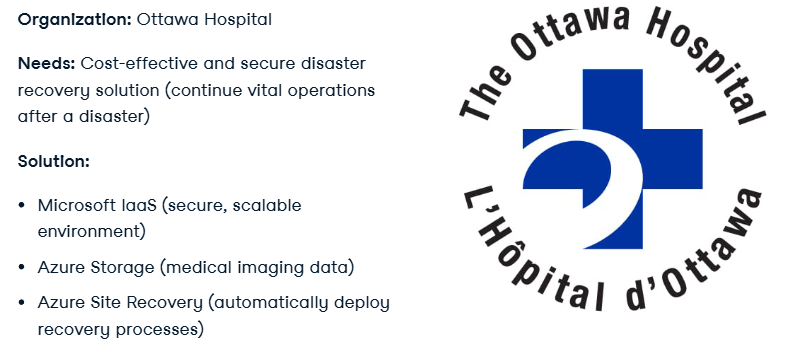 Organization: Ottawa Hospital
Needs: Cost-effective and secure disaster
recovery solution (continue vital operations
after a disaster)
Solution:
• Microsoft IaaS (secure, scalable
environment)
• Azure Storage (medical imaging data)
• Azure Site Recovery (automatically deploy
recovery processes)
The Ottawa Hospital
L'Hôpital d'Ottawa